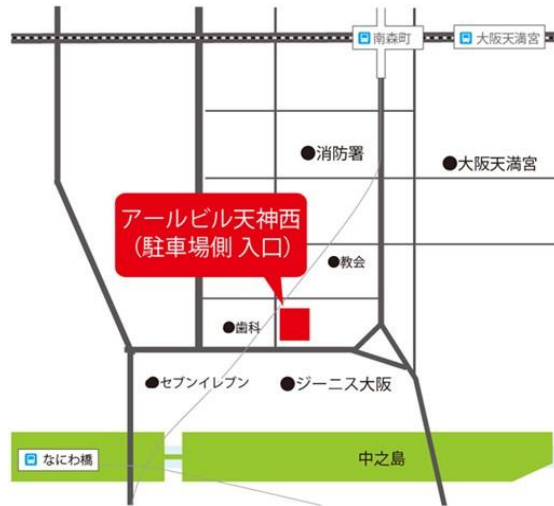 南森町
大阪天満宮
●消防署
●大阪天満宮
アールビル天神西
（駐車場側 入口）
●教会
●歯科
●セブンイレブン
●ジーニス大阪
なにわ橋
中之島